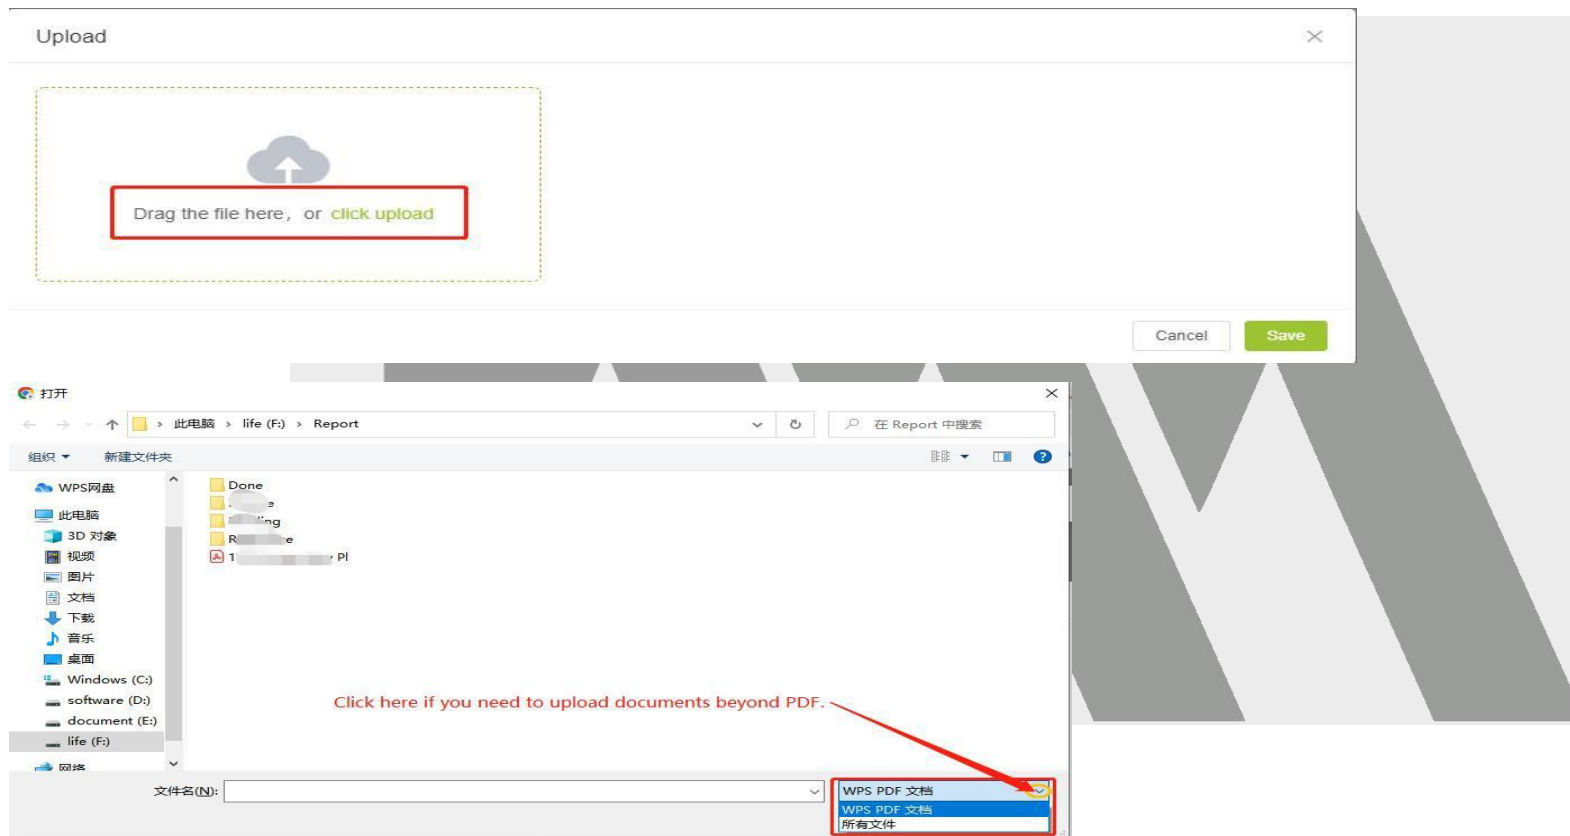 Upload
Drag the file here, or click upload
Cancel
Save
打开
此电脑 > life (F:) > Report
在 Report 中搜索
组织
新建文件夹
WPS网盘
此电脑
3D 对象
视频
图片
文档
下载
音乐
桌面
Windows (C:)
software (D:)
document (E:)
life (F:)
网络
Done
Click here if you need to upload documents beyond PDF.
文件名(N):
WPS PDF 文档
WPS PDF 文档
所有文件